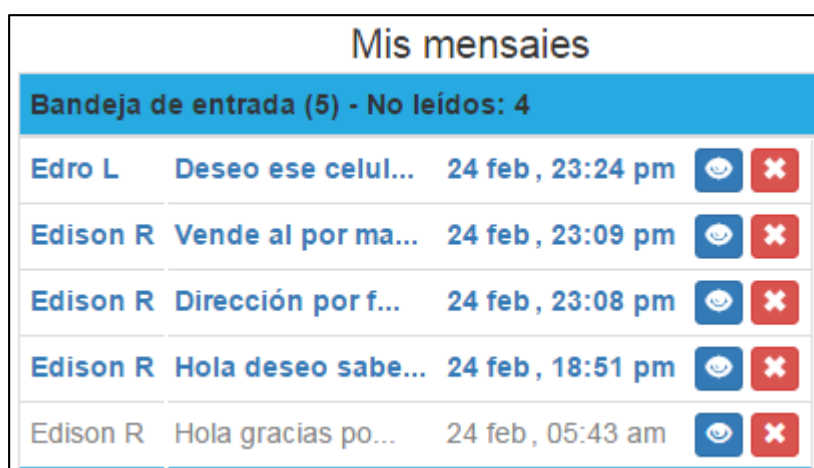 Mis mensajes
Bandeja de entrada (5) - No leídos: 4
Edro L Deseo ese celul... 24 feb, 23:24 pm
Edison R Vende al por ma... 24 feb, 23:09 pm
Edison R Dirección por f... 24 feb, 23:08 pm
Edison R Hola deseo sabe... 24 feb, 18:51 pm
Edison R Hola gracias po... 24 feb, 05:43 am